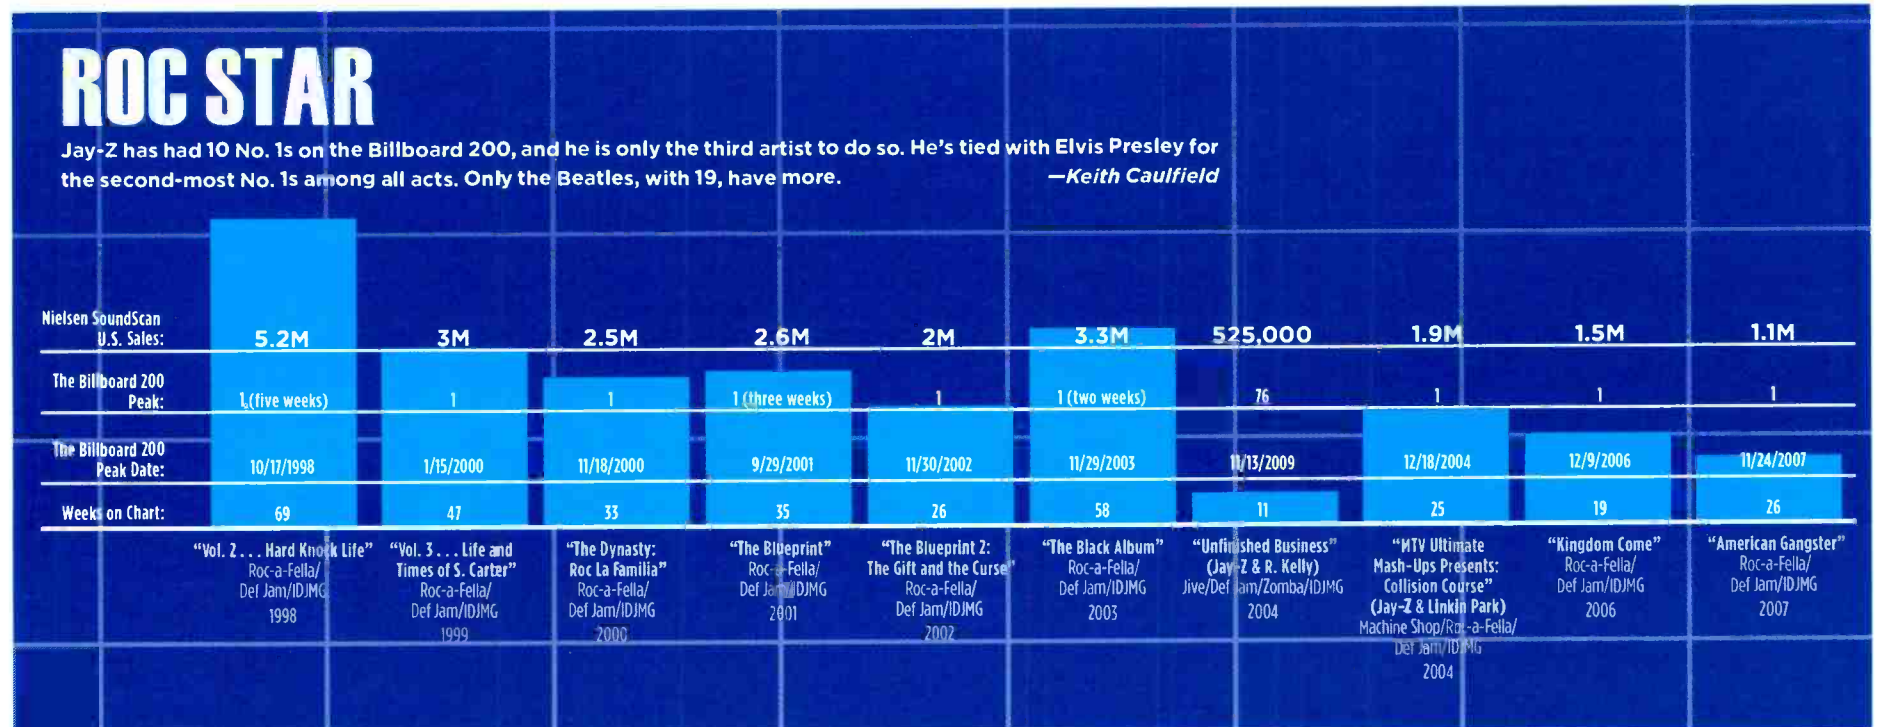 ROC STAR
Jay-Z has had 10 No. 1s on the Billboard 200, and he is only the third artist to do so. He's tied with Elvis Presley for
the second-most No. 1s among all acts. Only the Beatles, with 19, have more. —Keith Caulfield
Nielsen SoundScan
U.S. Sales: 5.2M 3M 2.5M 2.6M 2M 3.3M 525,000 1.9M 1.5M 1.1M
The Billboard 200
Peak: 1 (five weeks) 1 1 1 (three weeks) 1 1 (two weeks) 76 1 1 1
The Billboard 200
Peak Date: 10/17/1998 1/15/2000 11/18/2000 9/29/2001 11/30/2002 11/29/2003 11/13/2009 12/18/2004 12/9/2006 11/24/2007
Weeks on Chart: 69 47 33 35 26 58 11 25 19 26
"Vol. 2 . . . Hard Knock Life"
Roc-a-Fella/
Def Jam/IDJMG
1998
"Vol. 3 . . . Life and
Times of S. Carter"
Roc-a-Fella/
Def Jam/IDJMG
1999
"The Dynasty:
Roc La Familia"
Roc-a-Fella/
Def Jam/IDJMG
2000
"The Blueprint"
Roc-a-Fella/
Def Jam/IDJMG
2001
"The Blueprint 2:
The Gift and the Curse"
Roc-a-Fella/
Def Jam/IDJMG
2002
"The Black Album"
Roc-a-Fella/
Def Jam/IDJMG
2003
"Unfinished Business"
(Jay-Z & R. Kelly)
Jive/Def Jam/Zomba/IDJMG
2004
"MTV Ultimate
Mash-Ups Presents:
Collision Course"
(Jay-Z & Linkin Park)
Machine Shop/Roc-a-Fella/
Def Jam/IDJMG
2004
"Kingdom Come"
Roc-a-Fella/
Def Jam/IDJMG
2006
"American Gangster"
Roc-a-Fella/
Def Jam/IDJMG
2007